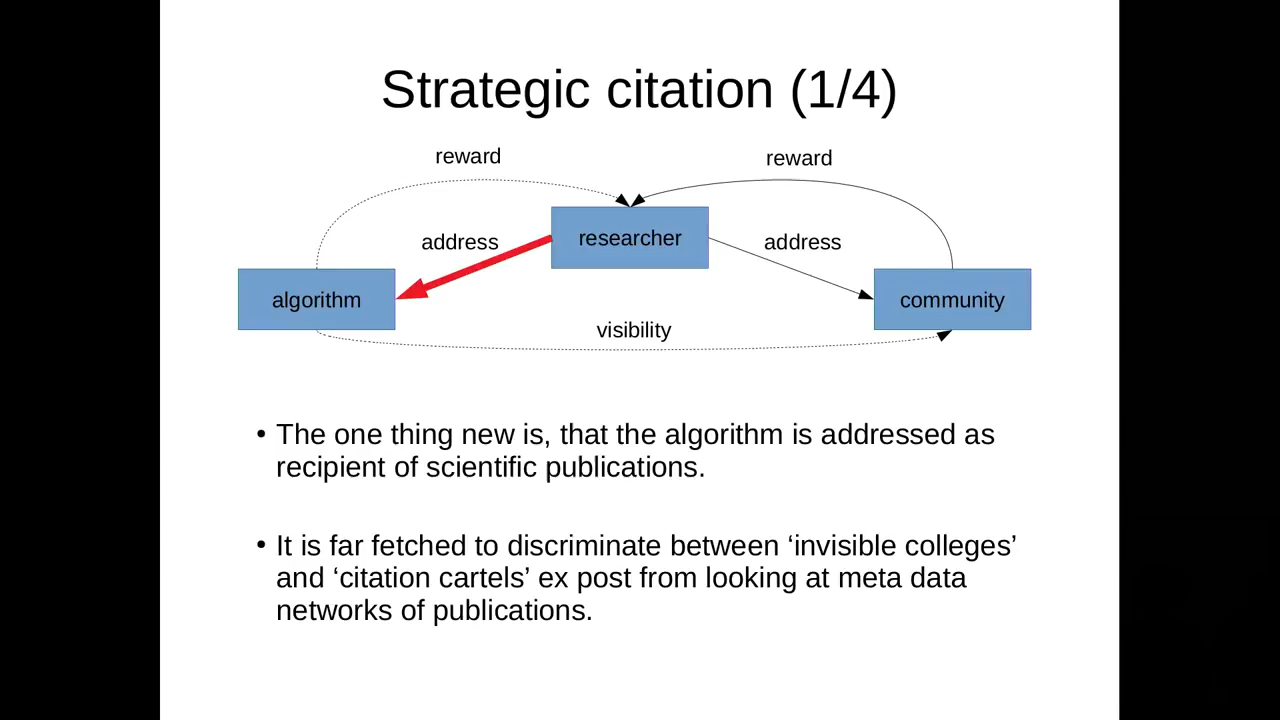 Strategic citation (1/4)
reward
reward
researcher
address
address
algorithm
community
visibility
• The one thing new is, that the algorithm is addressed as
recipient of scientific publications.
• It is far fetched to discriminate between ‘invisible colleges’
and ‘citation cartels’ ex post from looking at meta data
networks of publications.